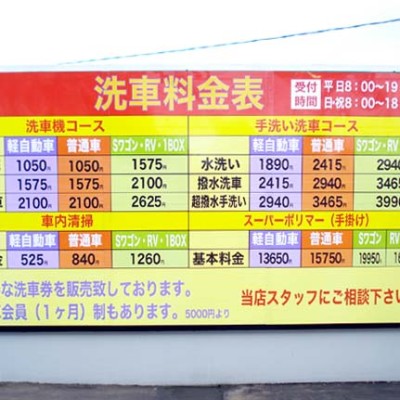 洗車料金表
受付時間
平日8:00〜19
日・祝8:00〜18
洗車機コース
軽自動車 普通車 Sワゴン・RV・1BOX
1050円 1050円 1575円
1575円 1575円 2100円
車 2100円 2100円 2625円
手洗い洗車コース
軽自動車 普通車 Sワゴン・RV
水洗い 1890円 2415円 2940
撥水洗車 2415円 2940円 3465
超撥水手洗い 2940円 3465円 3990
車内清掃
軽自動車 普通車 Sワゴン・RV・1BOX
金 525円 840円 1260円
スーパーポリマー(手掛け)
軽自動車 普通車 Sワゴン・RV
基本料金 13650円 15750円 19950円
な洗車券を販売致しております。
会員(1ヶ月)制もあります。5000円より
当店スタッフにご相談下さい